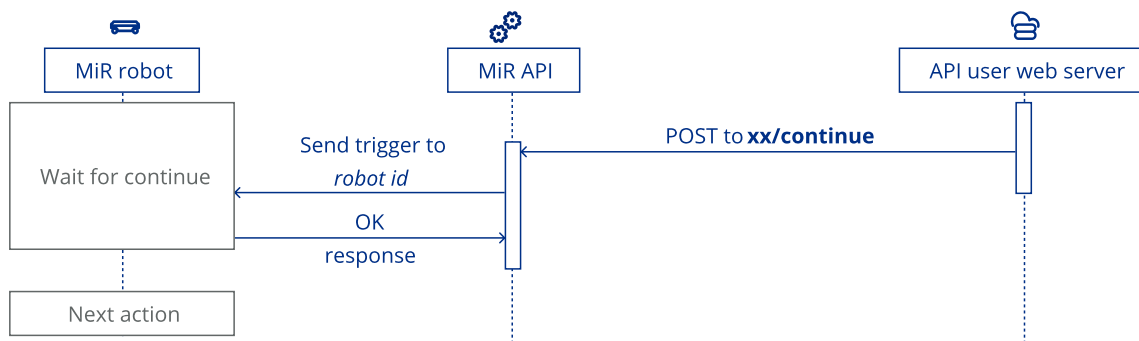 MiR robot
MiR API
API user web server
POST to xx/continue
Send trigger to
robot id
Wait for continue
OK
response
Next action